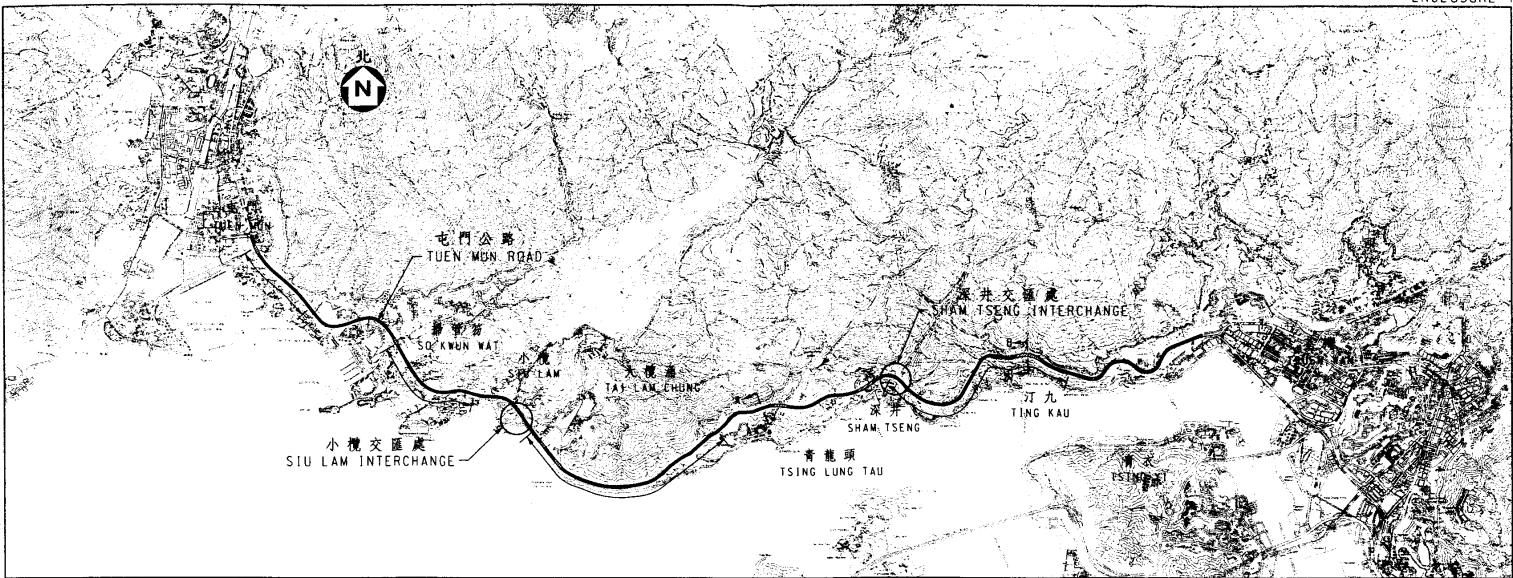 北
N
TUEN MUN
屯門公路
TUEN MUN ROAD
掃管笏
SO KWUN WAT
小欖
SIU LAM
大欖涌
TAI LAM CHUNG
小欖交匯處
SIU LAM INTERCHANGE
深井交匯處
SHAM TSENG INTERCHANGE
深井
SHAM TSENG
汀九
TING KAU
青龍頭
TSING LUNG TAU
青衣
TSING YI
TSUEN WAN